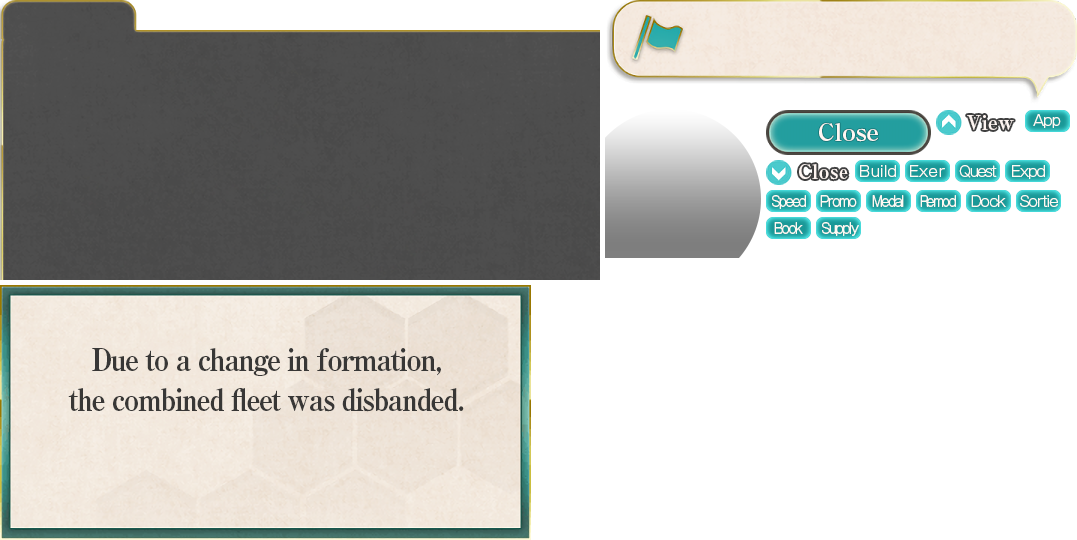 Close
View
App
Close
Build
Exer
Quest
Expd
Speed
Promo
Medal
Remod
Dock
Sortie
Book
Supply
Due to a change in formation,
the combined fleet was disbanded.